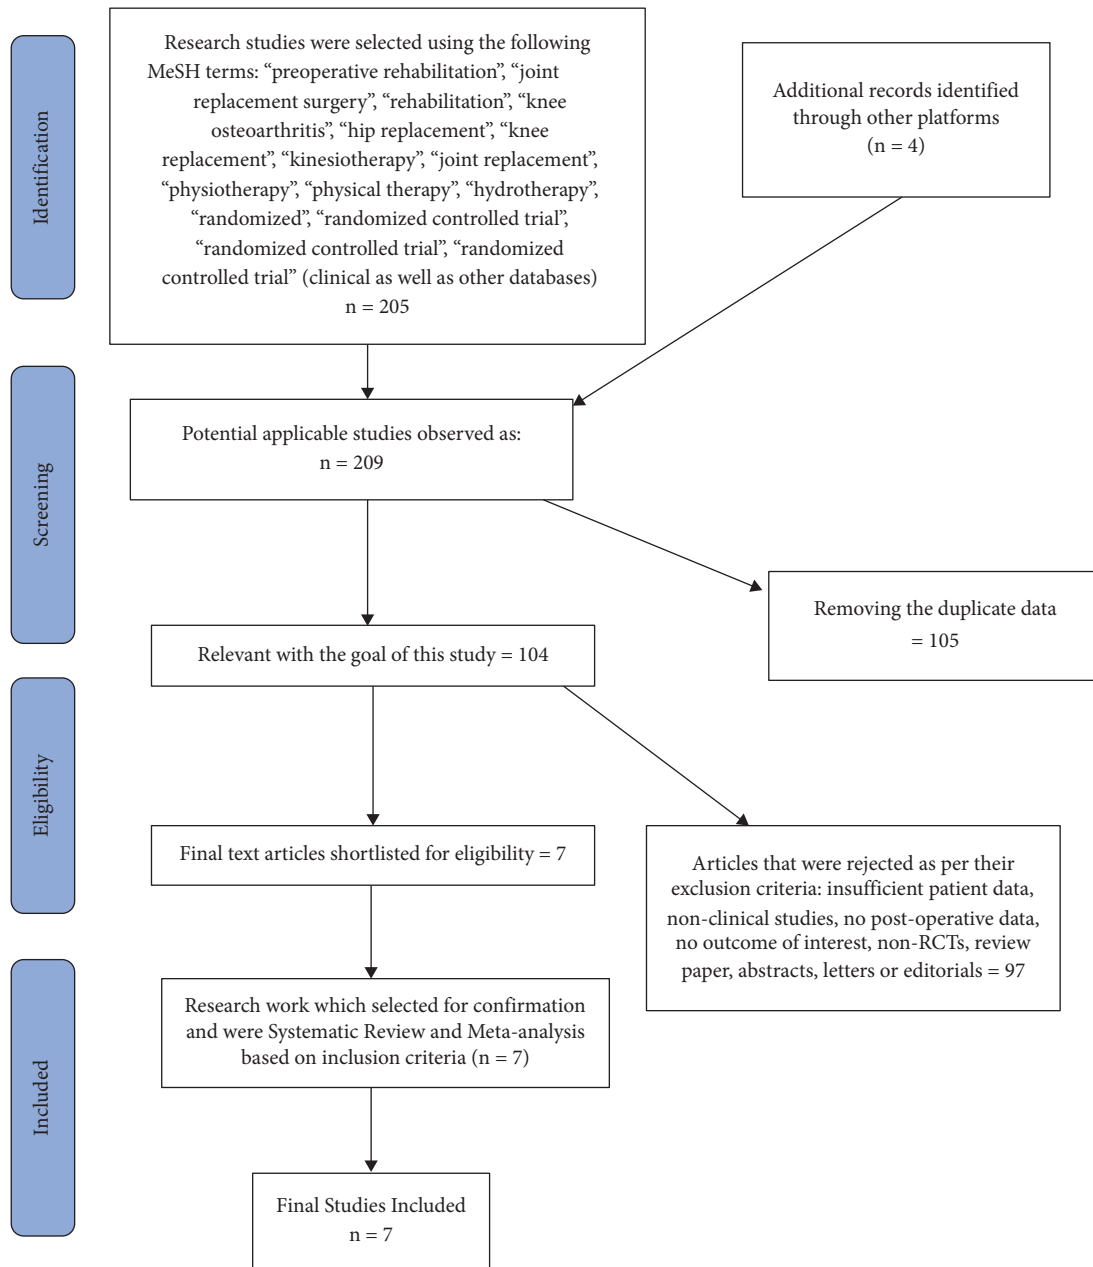 Identification
Research studies were selected using the following
MeSH terms: “preoperative rehabilitation”, “joint
replacement surgery”, “rehabilitation”, “knee
osteoarthritis”, “hip replacement”, “knee
replacement”, “kinesiotherapy”, “joint replacement”,
“physiotherapy”, “physical therapy”, “hydrotherapy”,
“randomized”, “randomized controlled trial”,
“randomized controlled trial”, “randomized
controlled trial” (clinical as well as other databases)
n = 205
Additional records identified
through other platforms
(n = 4)
Screening
Potential applicable studies observed as:
n = 209
Removing the duplicate data
= 105
Relevant with the goal of this study = 104
Eligibility
Final text articles shortlisted for eligibility = 7
Articles that were rejected as per their
exclusion criteria: insufficient patient data,
non-clinical studies, no post-operative data,
no outcome of interest, non-RCTs, review
paper, abstracts, letters or editorials = 97
Included
Research work which selected for confirmation
and were Systematic Review and Meta-analysis
based on inclusion criteria (n = 7)
Final Studies Included
n = 7